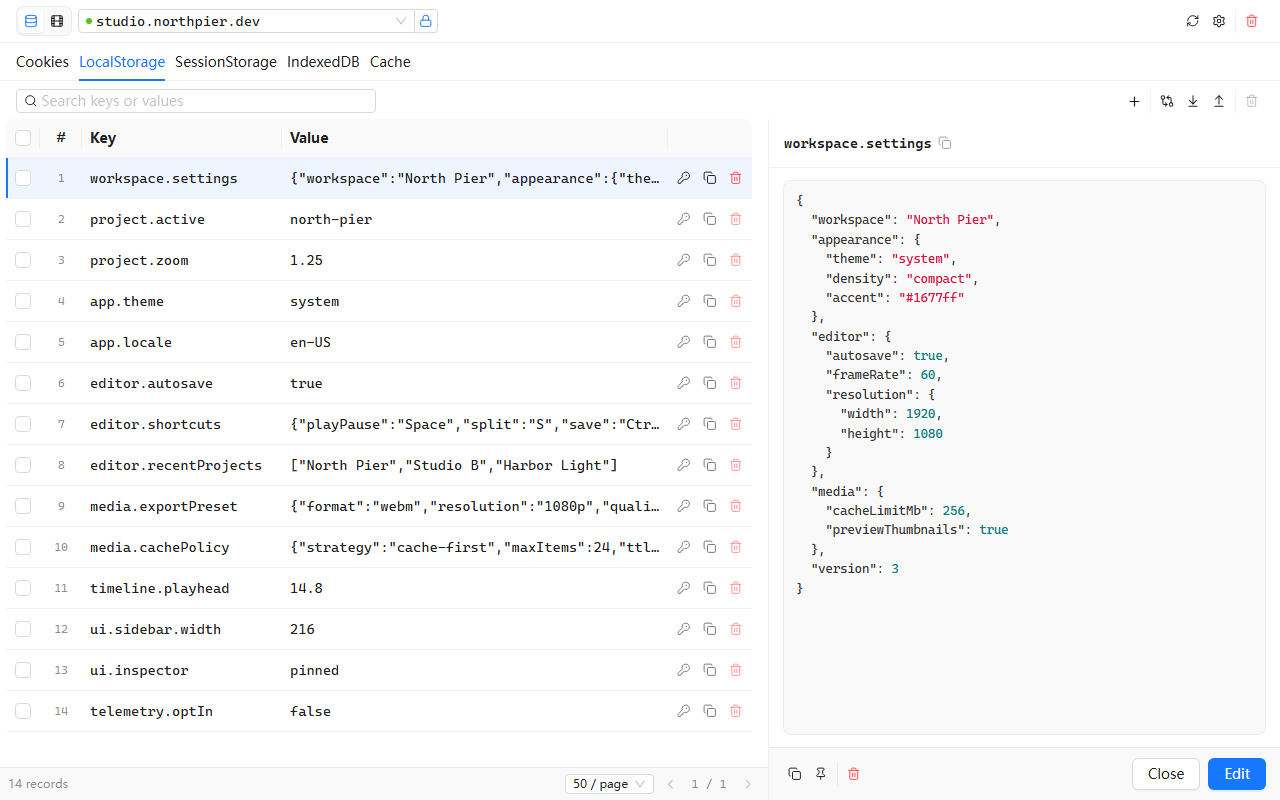 studio.northpier.dev
Cookies LocalStorage SessionStorage IndexedDB Cache
Search keys or values
# Key Value
1 workspace.settings {"workspace":"North Pier","appearance":{"the…
2 project.active north-pier
3 project.zoom 1.25
4 app.theme system
5 app.locale en-US
6 editor.autosave true
7 editor.shortcuts {"playPause":"Space","split":"S","save":"Ctr…
8 editor.recentProjects ["North Pier","Studio B","Harbor Light"]
9 media.exportPreset {"format":"webm","resolution":"1080p","quali…
10 media.cachePolicy {"strategy":"cache-first","maxItems":24,"ttl…
11 timeline.playhead 14.8
12 ui.sidebar.width 216
13 ui.inspector pinned
14 telemetry.optIn false
14 records 50 / page 1 / 1
workspace.settings
{
"workspace": "North Pier",
"appearance": {
"theme": "system",
"density": "compact",
"accent": "#1677ff"
},
"editor": {
"autosave": true,
"frameRate": 60,
"resolution": {
"width": 1920,
"height": 1080
}
},
"media": {
"cacheLimitMb": 256,
"previewThumbnails": true
},
"version": 3
}
Close Edit